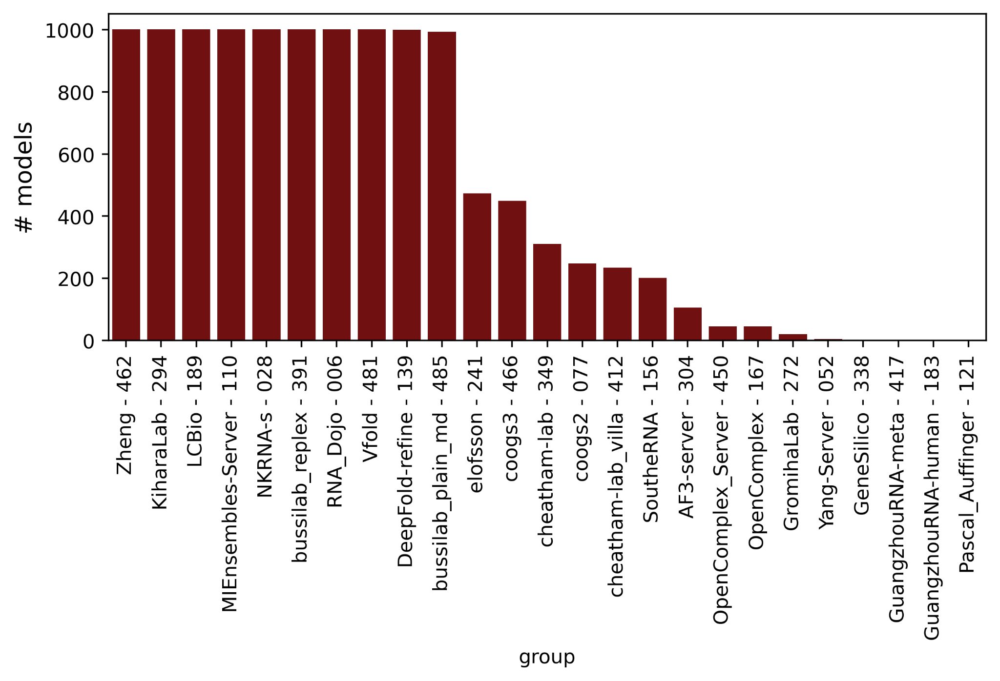 # models
1000
800
600
400
200
0
Zheng - 462
KiharaLab - 294
LCBio - 189
MIEnsembles-Server - 110
NKRNA-s - 028
bussilab_replex - 391
RNA_Dojo - 006
Vfold - 481
DeepFold-refine - 139
bussilab_plain_md - 485
elofsson - 241
coogs3 - 466
cheatham-lab - 349
coogs2 - 077
cheatham-lab_villa - 412
SoutheRNA - 156
AF3-server - 304
OpenComplex_Server - 450
OpenComplex - 167
GromihaLab - 272
Yang-Server - 052
GeneSilico - 338
GuangzhouRNA-meta - 417
GuangzhouRNA-human - 183
Pascal_Auffinger - 121
group